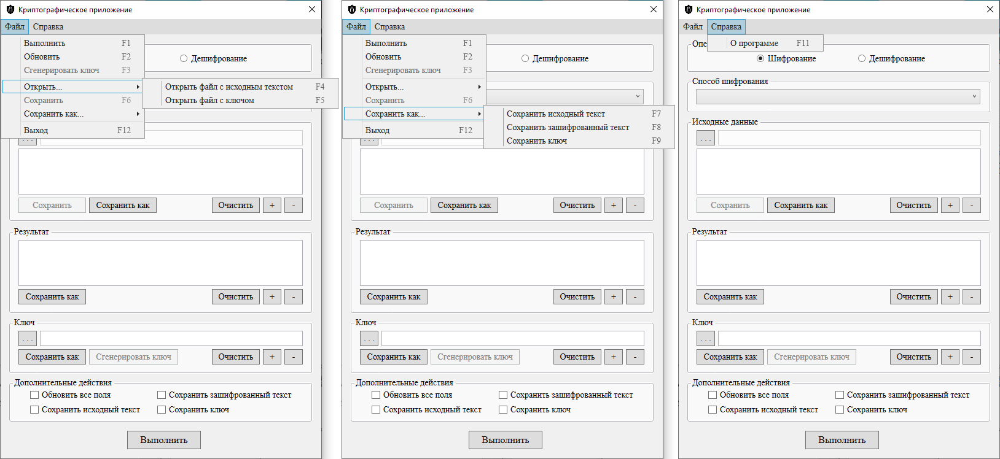 Криптографическое приложение
Файл Справка
Выполнить F1
Обновить F2
Сгенерировать ключ F3
Открыть... Открыть файл с исходным текстом F4
Сохранить F6 Открыть файл с ключом F5
Сохранить как...
Выход F12
Дешифрование
...
Сохранить Сохранить как Очистить + -
Результат
Сохранить как Очистить + -
Ключ
...
Сохранить как Сгенерировать ключ Очистить + -
Дополнительные действия
Обновить все поля Сохранить зашифрованный текст
Сохранить исходный текст Сохранить ключ
Выполнить
Криптографическое приложение
Файл Справка
Выполнить F1
Обновить F2
Сгенерировать ключ F3
Открыть...
Сохранить F6
Сохранить как... Сохранить исходный текст F7
Сохранить зашифрованный текст F8
Выход F12
Сохранить ключ F9
Дешифрование
...
Сохранить Сохранить как Очистить + -
Результат
Сохранить как Очистить + -
Ключ
...
Сохранить как Сгенерировать ключ Очистить + -
Дополнительные действия
Обновить все поля Сохранить зашифрованный текст
Сохранить исходный текст Сохранить ключ
Выполнить
Криптографическое приложение
Файл Справка
Опе О программе F11
Шифрование Дешифрование
Способ шифрования
Исходные данные
...
Сохранить Сохранить как Очистить + -
Результат
Сохранить как Очистить + -
Ключ
...
Сохранить как Сгенерировать ключ Очистить + -
Дополнительные действия
Обновить все поля Сохранить зашифрованный текст
Сохранить исходный текст Сохранить ключ
Выполнить